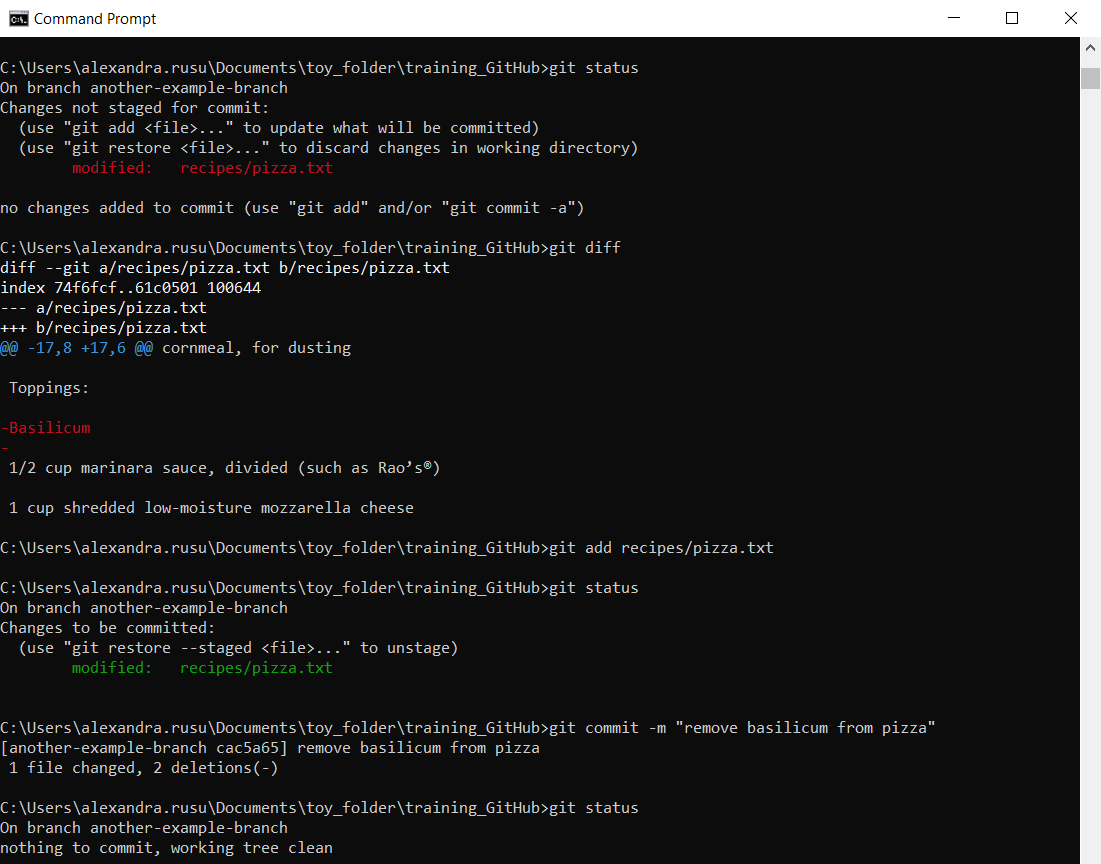 Command Prompt
C:\Users\alexandra.rusu\Documents\toy_folder\training_GitHub>git status
On branch another-example-branch
Changes not staged for commit:
  (use "git add <file>..." to update what will be committed)
  (use "git restore <file>..." to discard changes in working directory)
        modified:   recipes/pizza.txt
no changes added to commit (use "git add" and/or "git commit -a")
C:\Users\alexandra.rusu\Documents\toy_folder\training_GitHub>git diff
diff --git a/recipes/pizza.txt b/recipes/pizza.txt
index 74f6fcf..61c0501 100644
--- a/recipes/pizza.txt
+++ b/recipes/pizza.txt
@@ -17,8 +17,6 @@ cornmeal, for dusting
 Toppings:
-Basilicum
-
 1/2 cup marinara sauce, divided (such as Rao’s®)
 1 cup shredded low-moisture mozzarella cheese
C:\Users\alexandra.rusu\Documents\toy_folder\training_GitHub>git add recipes/pizza.txt
C:\Users\alexandra.rusu\Documents\toy_folder\training_GitHub>git status
On branch another-example-branch
Changes to be committed:
  (use "git restore --staged <file>..." to unstage)
        modified:   recipes/pizza.txt
C:\Users\alexandra.rusu\Documents\toy_folder\training_GitHub>git commit -m "remove basilicum from pizza"
[another-example-branch cac5a65] remove basilicum from pizza
 1 file changed, 2 deletions(-)
C:\Users\alexandra.rusu\Documents\toy_folder\training_GitHub>git status
On branch another-example-branch
nothing to commit, working tree clean